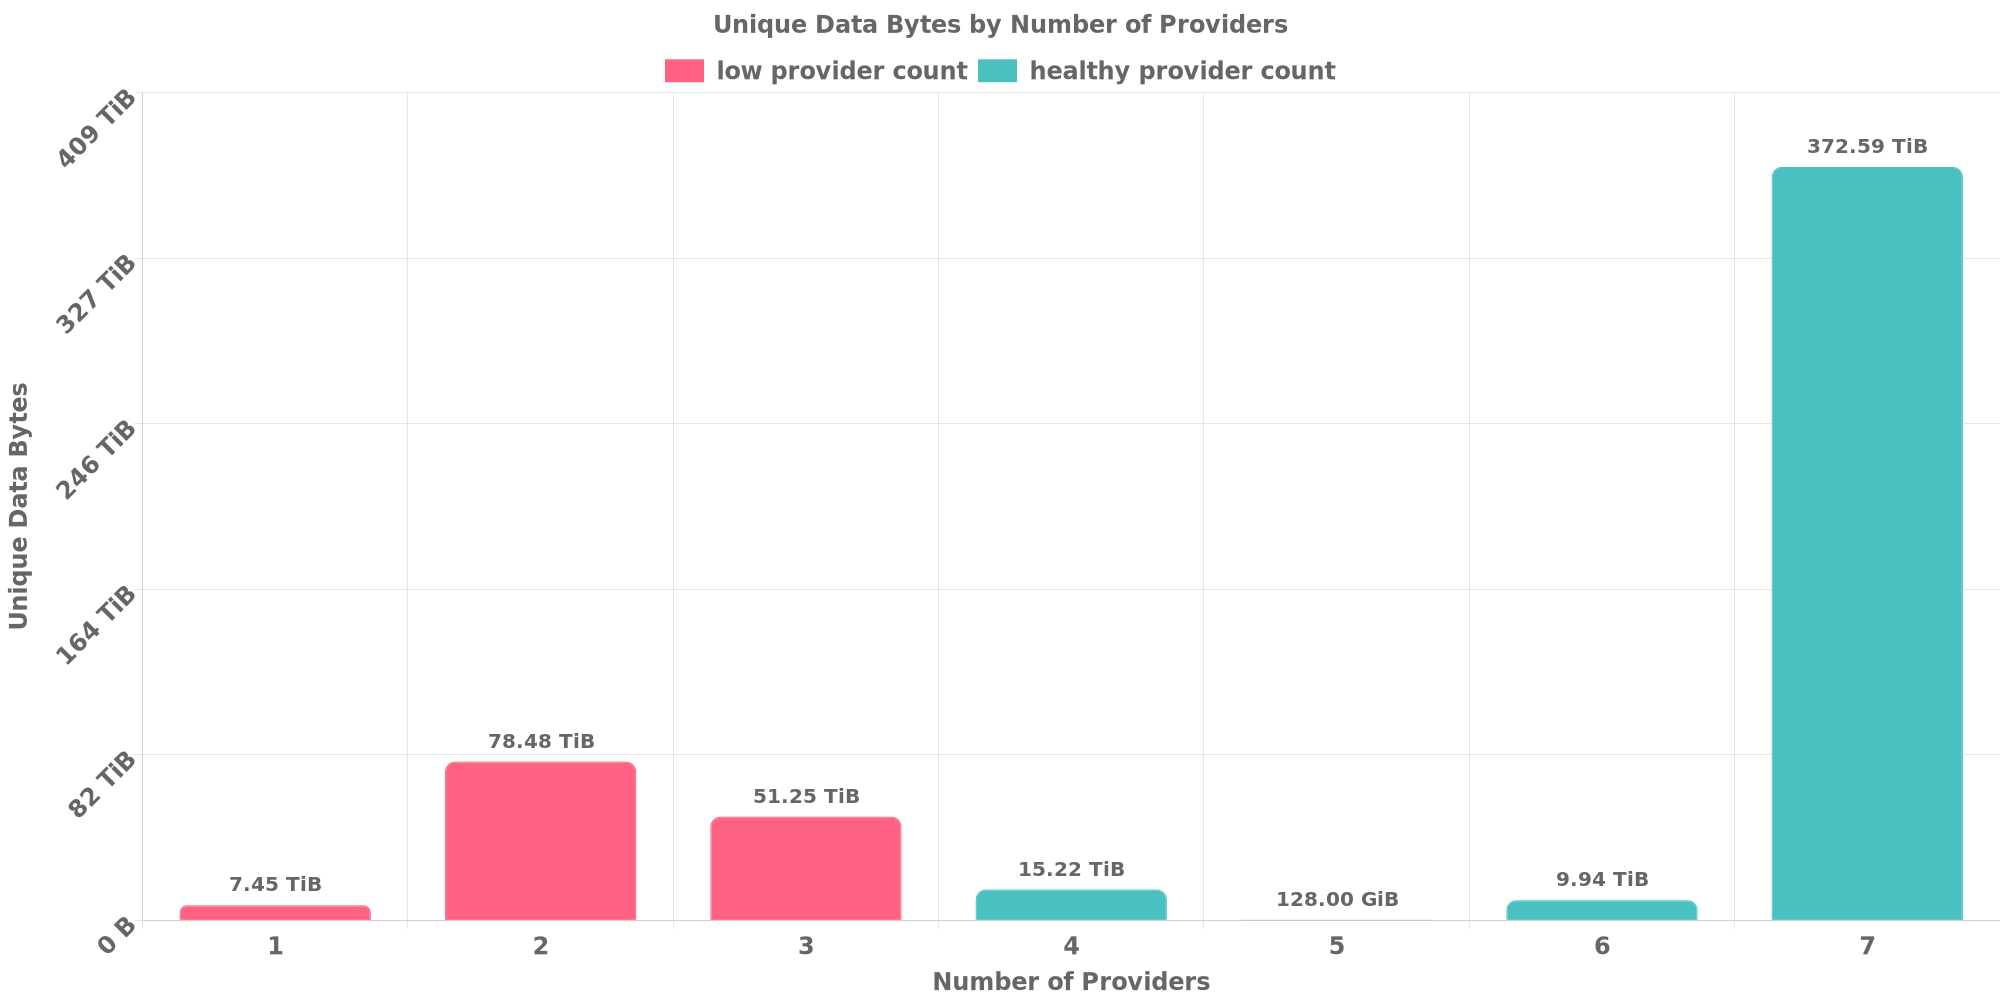 Unique Data Bytes by Number of Providers
low provider count
healthy provider count
409 TiB
327 TiB
246 TiB
164 TiB
82 TiB
0 B
Unique Data Bytes
7.45 TiB
78.48 TiB
51.25 TiB
15.22 TiB
128.00 GiB
9.94 TiB
372.59 TiB
1
2
3
4
5
6
7
Number of Providers